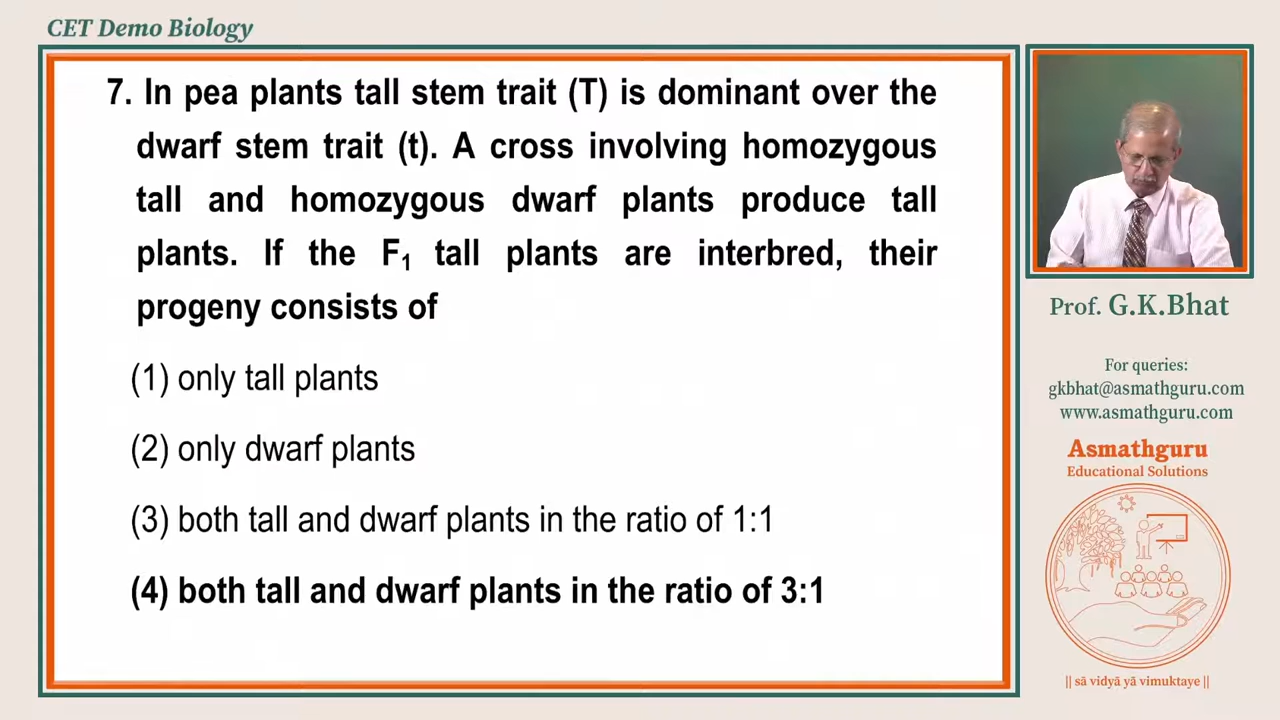 CET Demo Biology
7. In pea plants tall stem trait (T) is dominant over the
dwarf stem trait (t). A cross involving homozygous
tall and homozygous dwarf plants produce tall
plants. If the F₁ tall plants are interbred, their
progeny consists of
(1) only tall plants
(2) only dwarf plants
(3) both tall and dwarf plants in the ratio of 1:1
(4) both tall and dwarf plants in the ratio of 3:1
Prof. G.K.Bhat
For queries:
gkbhat@asmathguru.com
www.asmathguru.com
Asmathguru
Educational Solutions
|| sā vidyā yā vimuktaye ||